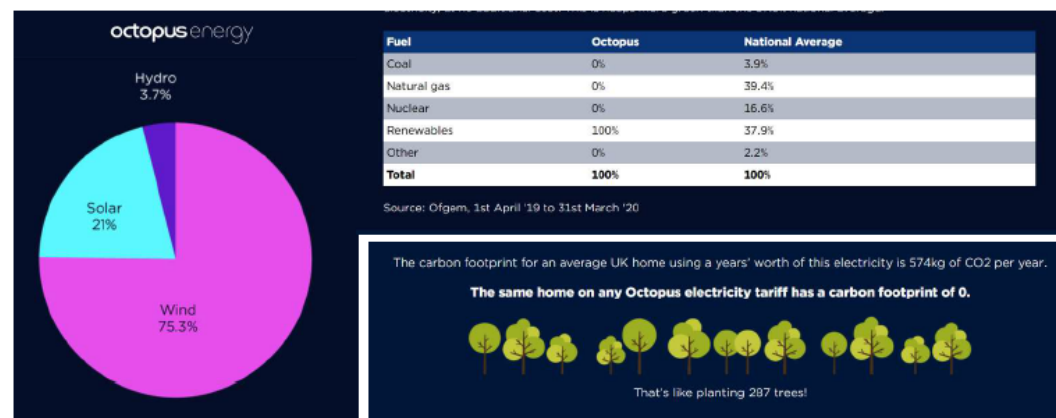 octopus energy
Hydro
3.7%
Solar
21%
Wind
75.3%
Fuel Octopus National Average
Coal 0% 3.9%
Natural gas 0% 39.4%
Nuclear 0% 16.6%
Renewables 100% 37.9%
Other 0% 2.2%
Total 100% 100%
Source: Ofgem, 1st April '19 to 31st March '20
The carbon footprint for an average UK home using a years' worth of this electricity is 574kg of CO2 per year.
The same home on any Octopus electricity tariff has a carbon footprint of 0.
That's like planting 287 trees!